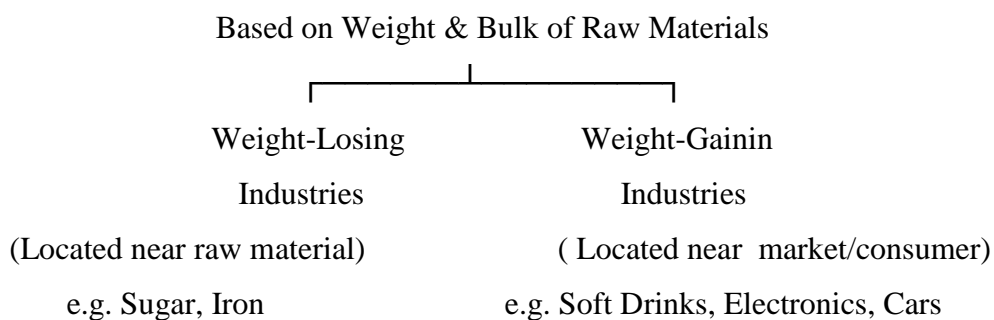 Based on Weight & Bulk of Raw Materials
Weight-Losing Weight-Gainin
Industries Industries
(Located near raw material) ( Located near market/consumer)
e.g. Sugar, Iron e.g. Soft Drinks, Electronics, Cars